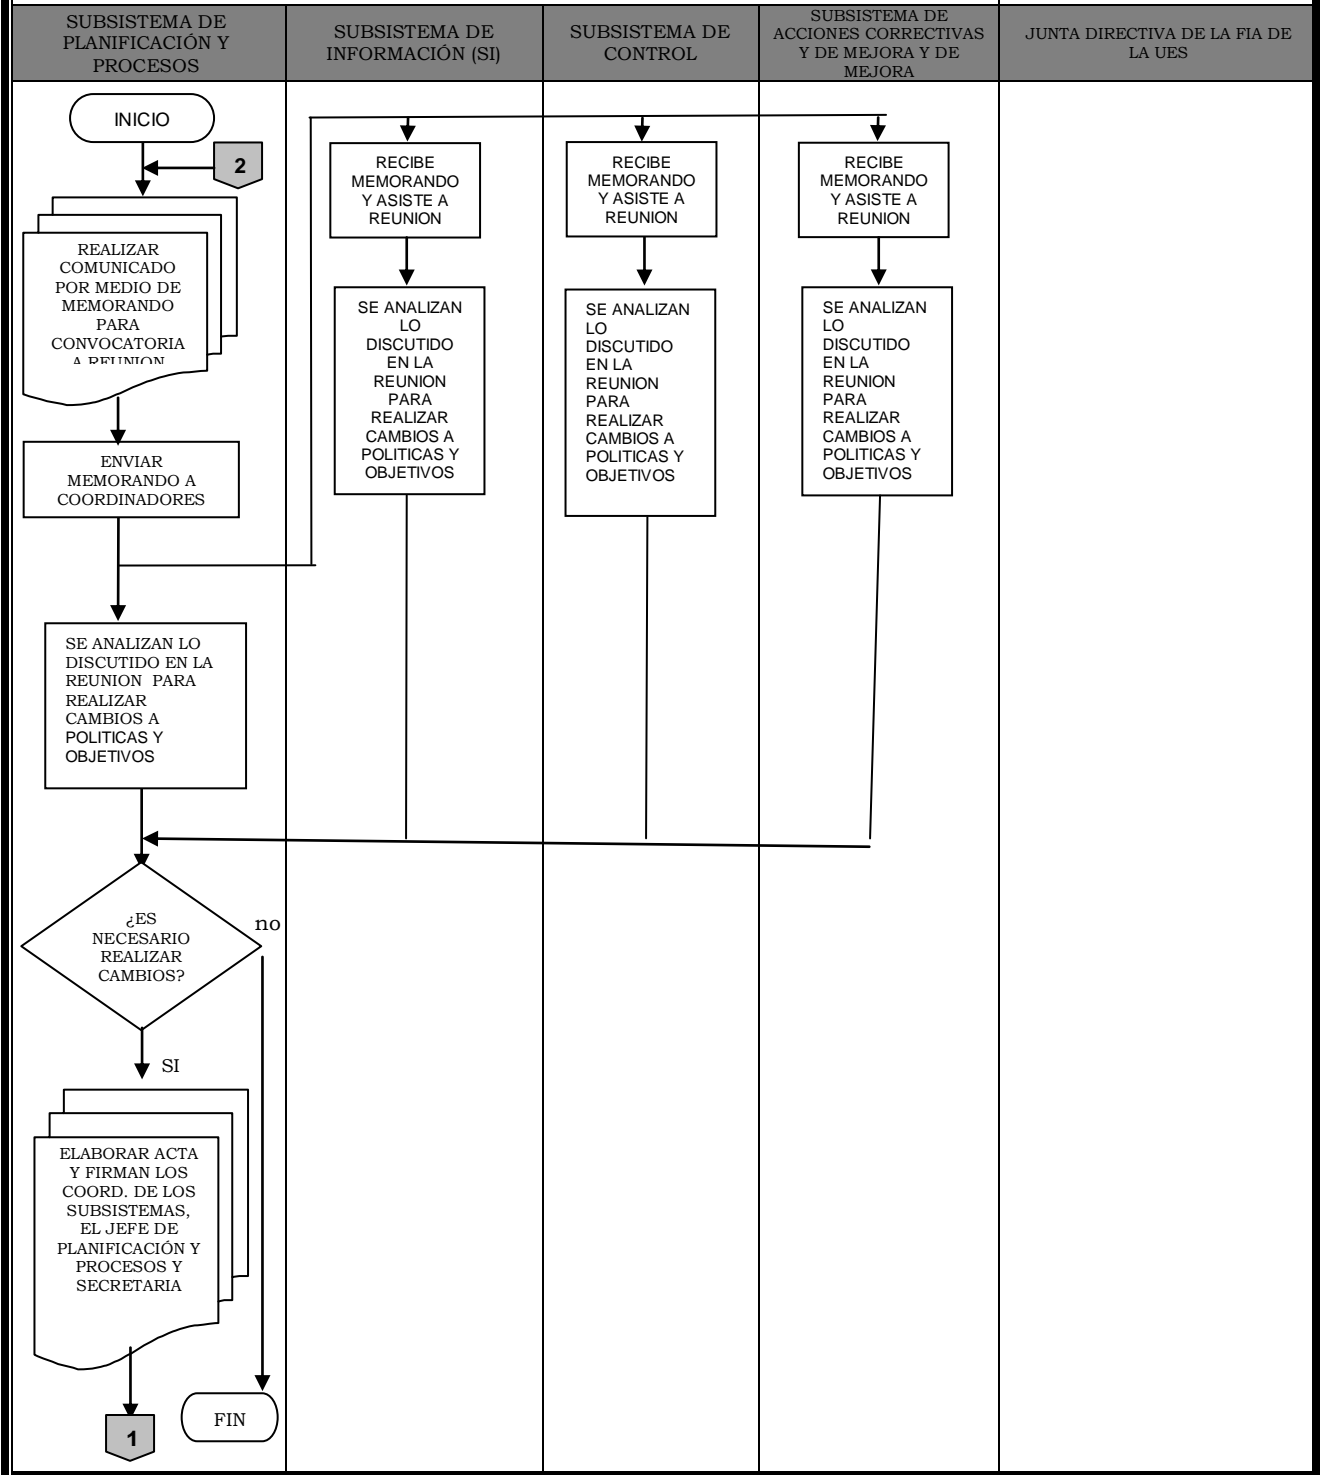 SUBSISTEMA DE
PLANIFICACIÓN Y
PROCESOS
SUBSISTEMA DE
INFORMACIÓN (SI)
SUBSISTEMA DE
CONTROL
SUBSISTEMA DE
ACCIONES CORRECTIVAS
Y DE MEJORA Y DE
MEJORA
JUNTA DIRECTIVA DE LA FIA DE
LA UES
INICIO
2
REALIZAR
COMUNICADO
POR MEDIO DE
MEMORANDO
PARA
CONVOCATORIA
A REUNION
ENVIAR
MEMORANDO A
COORDINADORES
SE ANALIZAN LO
DISCUTIDO EN LA
REUNION PARA
REALIZAR
CAMBIOS A
POLITICAS Y
OBJETIVOS
¿ES
NECESARIO
REALIZAR
CAMBIOS?
no
SI
ELABORAR ACTA
Y FIRMAN LOS
COORD. DE LOS
SUBSISTEMAS,
EL JEFE DE
PLANIFICACIÓN Y
PROCESOS Y
SECRETARIA
1
FIN
RECIBE
MEMORANDO
Y ASISTE A
REUNION
SE ANALIZAN
LO
DISCUTIDO
EN LA
REUNION
PARA
REALIZAR
CAMBIOS A
POLITICAS Y
OBJETIVOS
RECIBE
MEMORANDO
Y ASISTE A
REUNION
SE ANALIZAN
LO
DISCUTIDO
EN LA
REUNION
PARA
REALIZAR
CAMBIOS A
POLITICAS Y
OBJETIVOS
RECIBE
MEMORANDO
Y ASISTE A
REUNION
SE ANALIZAN
LO
DISCUTIDO
EN LA
REUNION
PARA
REALIZAR
CAMBIOS A
POLITICAS Y
OBJETIVOS